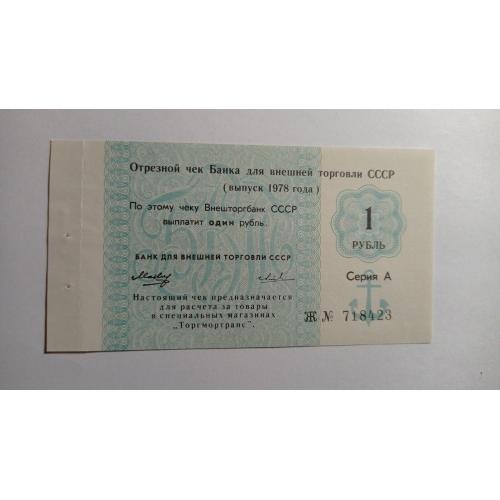 Отрезной чек Банка для внешней торговли СССР
(выпуск 1978 года)
По этому чеку Внешторгбанк СССР
выплатит один рубль.
БАНК ДЛЯ ВНЕШНЕЙ ТОРГОВЛИ СССР
Настоящий чек предназначается
для расчета за товары
в специальных магазинах
„Торгмортранс".
1
РУБЛЬ
Серия А
Ж № 718423